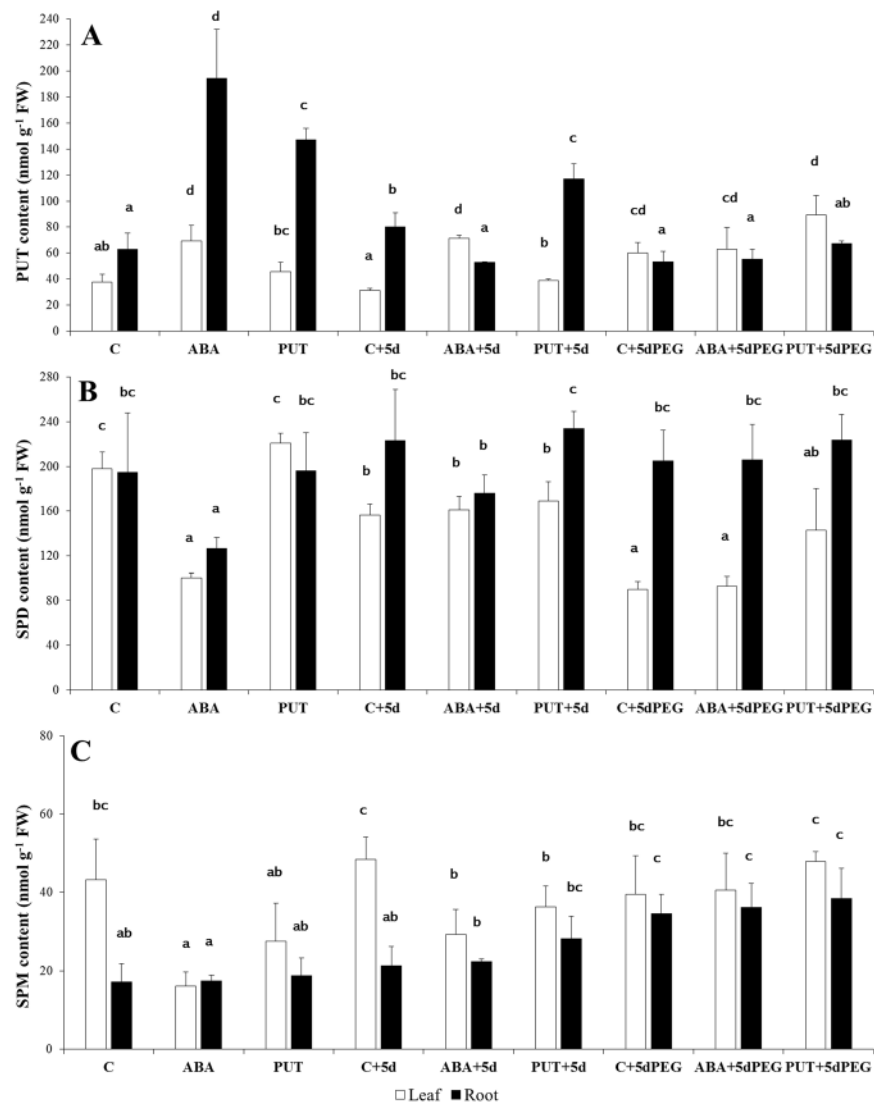 A
PUT content (nmol g⁻¹ FW)
240
220
200
180
160
140
120
100
80
60
40
20
0
ab a d d bc c a b d a b c cd a cd a d ab
C ABA PUT C+5d ABA+5d PUT+5d C+5dPEG ABA+5dPEG PUT+5dPEG
B
SPD content (nmol g⁻¹ FW)
280
240
200
160
120
80
40
0
c bc a a c bc b bc b b b c a bc a bc ab bc
C ABA PUT C+5d ABA+5d PUT+5d C+5dPEG ABA+5dPEG PUT+5dPEG
C
SPM content (nmol g⁻¹ FW)
80
60
40
20
0
bc ab a a ab ab c ab b b b bc bc c bc c c c
C ABA PUT C+5d ABA+5d PUT+5d C+5dPEG ABA+5dPEG PUT+5dPEG
Leaf Root